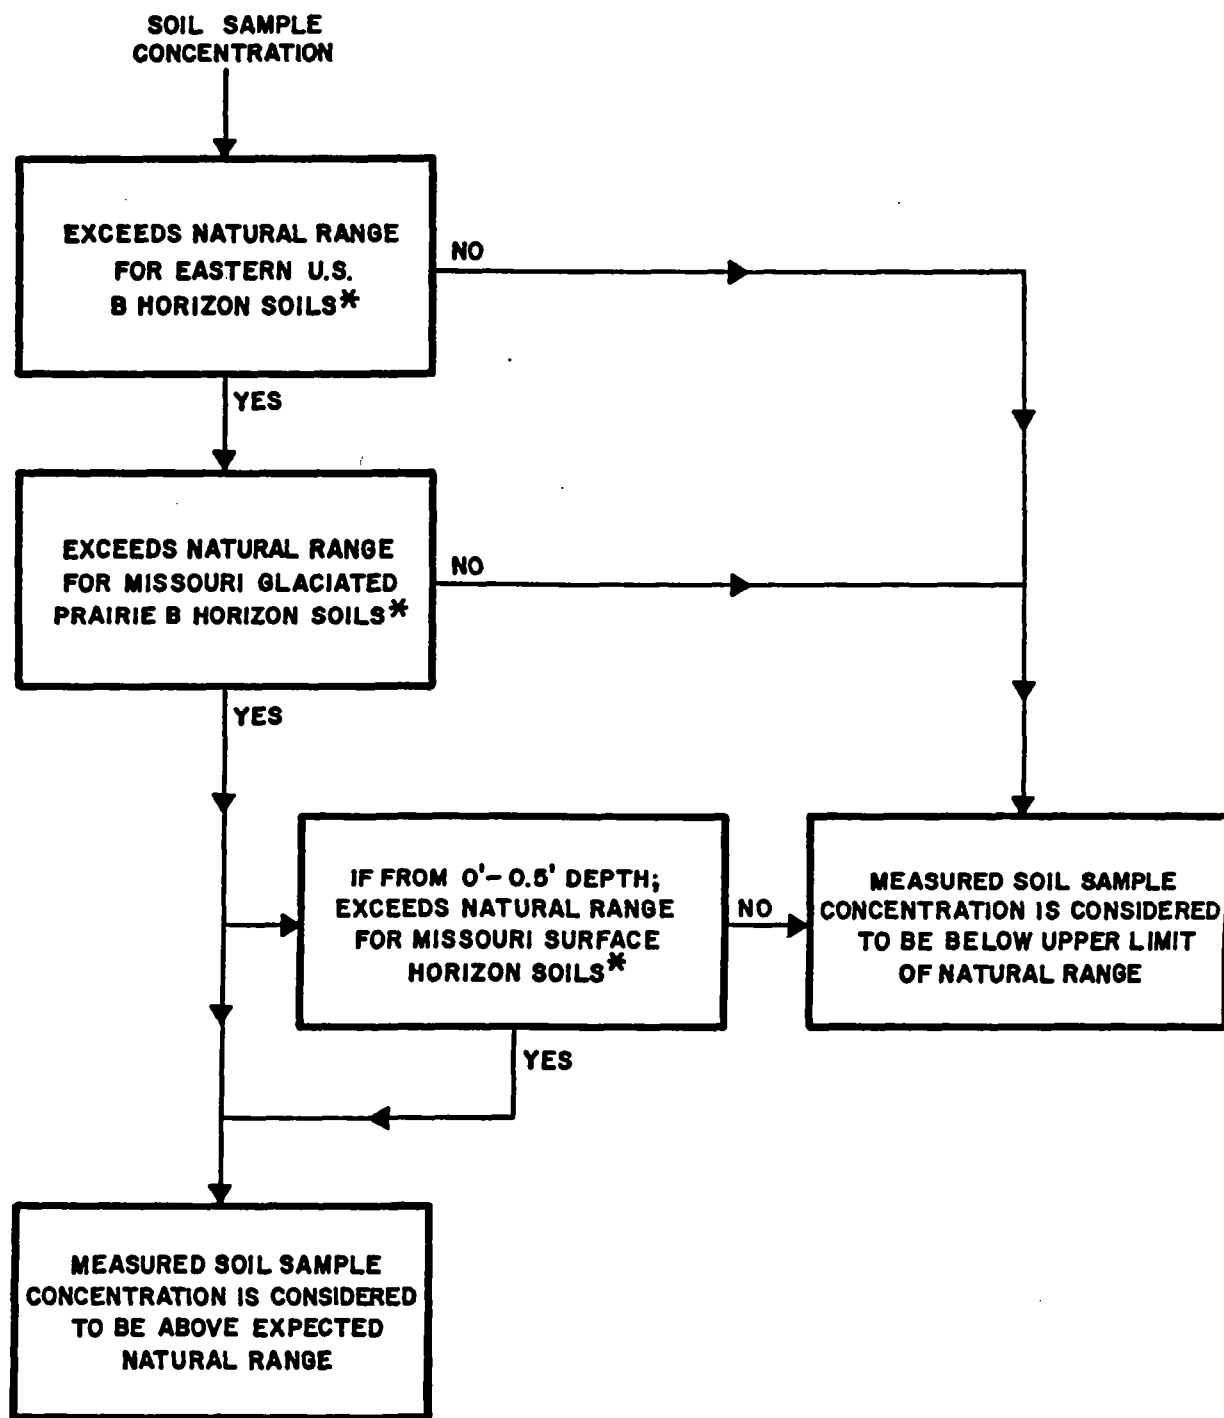 SOIL SAMPLE
CONCENTRATION
EXCEEDS NATURAL RANGE
FOR EASTERN U.S.
B HORIZON SOILS*
NO
YES
EXCEEDS NATURAL RANGE
FOR MISSOURI GLACIATED
PRAIRIE B HORIZON SOILS*
NO
YES
IF FROM 0'-0.5' DEPTH;
EXCEEDS NATURAL RANGE
FOR MISSOURI SURFACE
HORIZON SOILS*
NO
YES
MEASURED SOIL SAMPLE
CONCENTRATION IS CONSIDERED
TO BE BELOW UPPER LIMIT
OF NATURAL RANGE
MEASURED SOIL SAMPLE
CONCENTRATION IS CONSIDERED
TO BE ABOVE EXPECTED
NATURAL RANGE